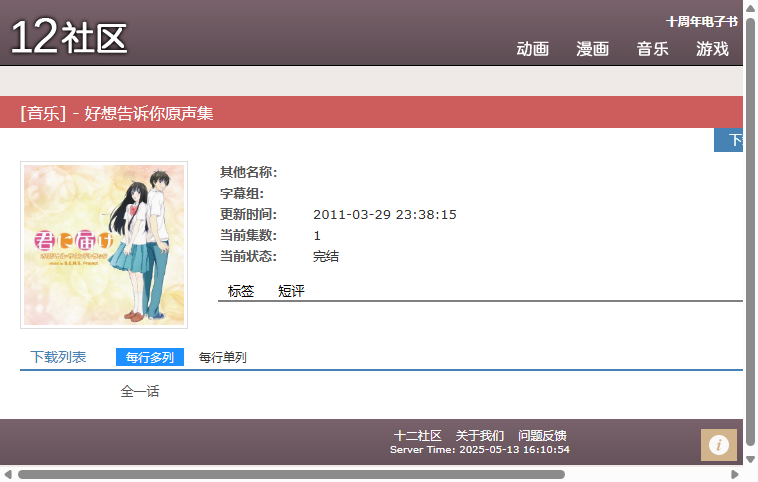 十周年电子书
12社区
动画 漫画 音乐 游戏
[音乐] - 好想告诉你原声集
下
其他名称:
字幕组:
更新时间: 2011-03-29 23:38:15
当前集数: 1
当前状态: 完结
君に届け
标签 短评
下载列表 每行多列 每行单列
全一话
十二社区 关于我们 问题反馈
Server Time: 2025-05-13 16:10:54
i